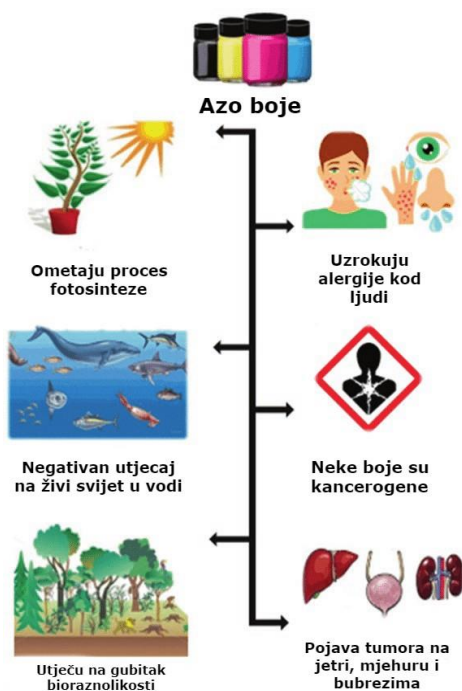 Azo boje
Ometaju proces
fotosinteze
Uzrokuju
alergije kod
ljudi
Negativan utjecaj
na živi svijet u vodi
Neke boje su
kancerogene
Utječu na gubitak
bioraznolikosti
Pojava tumora na
jetri, mjehuru i
bubrezima